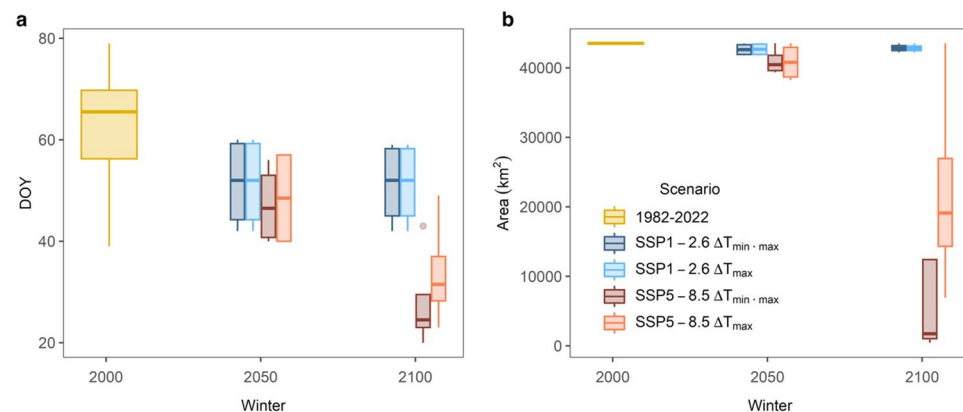 a
80
60
40
20
DOY
2000
2050
2100
Winter
b
40000
30000
20000
10000
0
Area (km²)
Scenario
1982-2022
SSP1 – 2.6 ΔTmin · max
SSP1 – 2.6 ΔTmax
SSP5 – 8.5 ΔTmin · max
SSP5 – 8.5 ΔTmax
2000
2050
2100
Winter